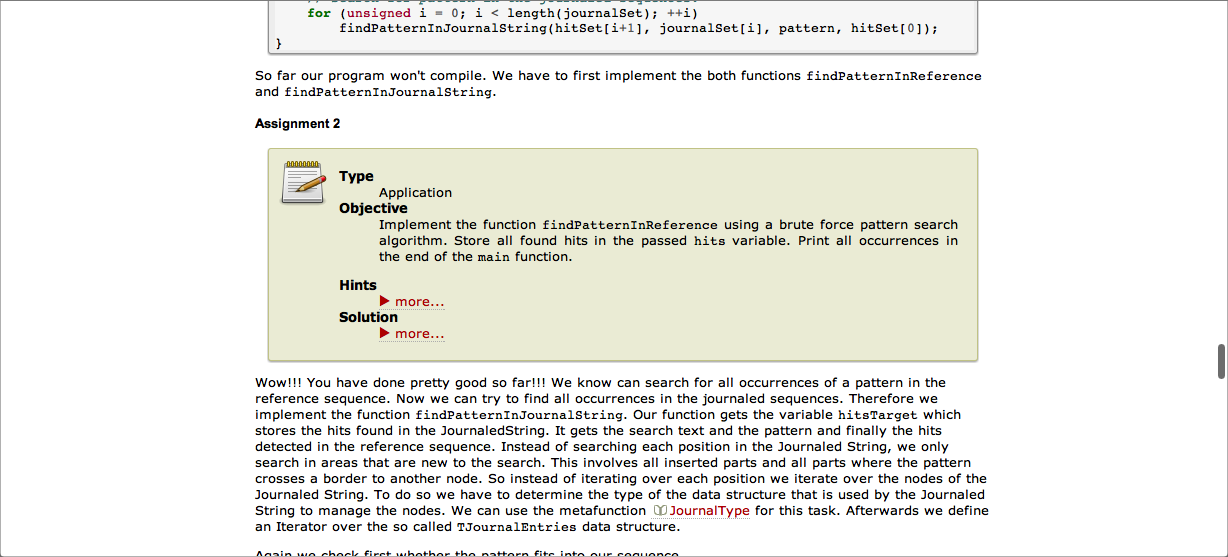 for (unsigned i = 0; i < length(journalSet); ++i)
findPatternInJournalString(hitSet[i+1], journalSet[i], pattern, hitSet[0]);
}
So far our program won't compile. We have to first implement the both functions findPatternInReference
and findPatternInJournalString.
Assignment 2
Type
Application
Objective
Implement the function findPatternInReference using a brute force pattern search
algorithm. Store all found hits in the passed hits variable. Print all occurrences in
the end of the main function.
Hints
more...
Solution
more...
Wow!!! You have done pretty good so far!!! We know can search for all occurrences of a pattern in the
reference sequence. Now we can try to find all occurrences in the journaled sequences. Therefore we
implement the function findPatternInJournalString. Our function gets the variable hitsTarget which
stores the hits found in the JournaledString. It gets the search text and the pattern and finally the hits
detected in the reference sequence. Instead of searching each position in the Journaled String, we only
search in areas that are new to the search. This involves all inserted parts and all parts where the pattern
crosses a border to another node. So instead of iterating over each position we iterate over the nodes of the
Journaled String. To do so we have to determine the type of the data structure that is used by the Journaled
String to manage the nodes. We can use the metafunction JournalType for this task. Afterwards we define
an Iterator over the so called TJournalEntries data structure.
Again we check first whether the pattern fits into our sequence